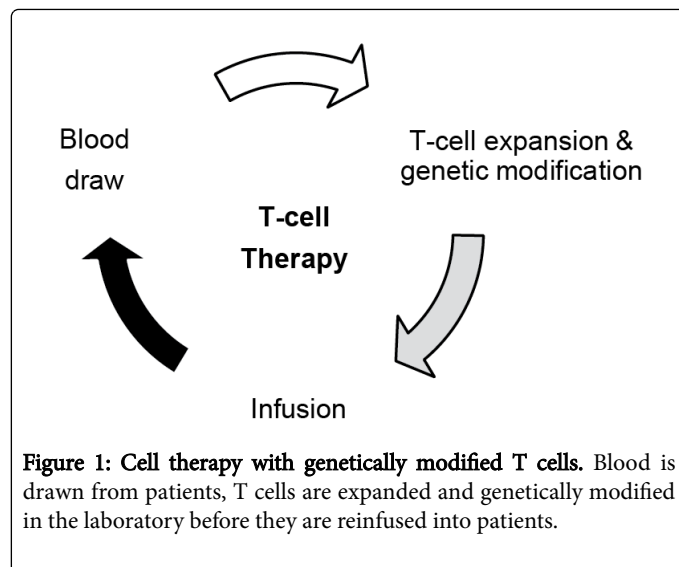 Blood
draw
T-cell expansion &
genetic modification
T-cell
Therapy
Infusion
Figure 1: Cell therapy with genetically modified T cells. Blood is
drawn from patients, T cells are expanded and genetically modified
in the laboratory before they are reinfused into patients.